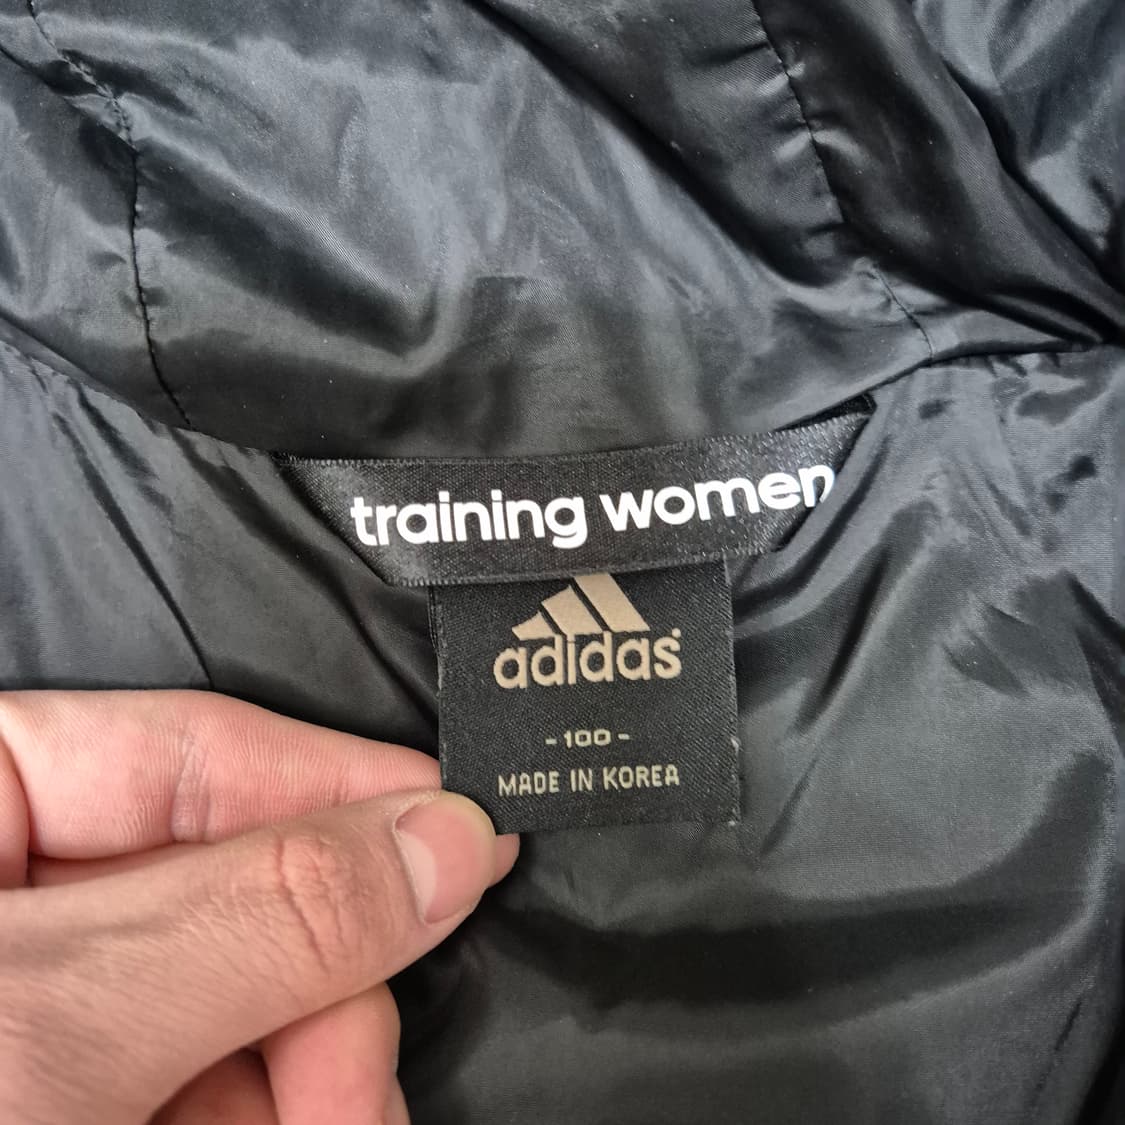 training women
adidas
- 100 -
MADE IN KOREA